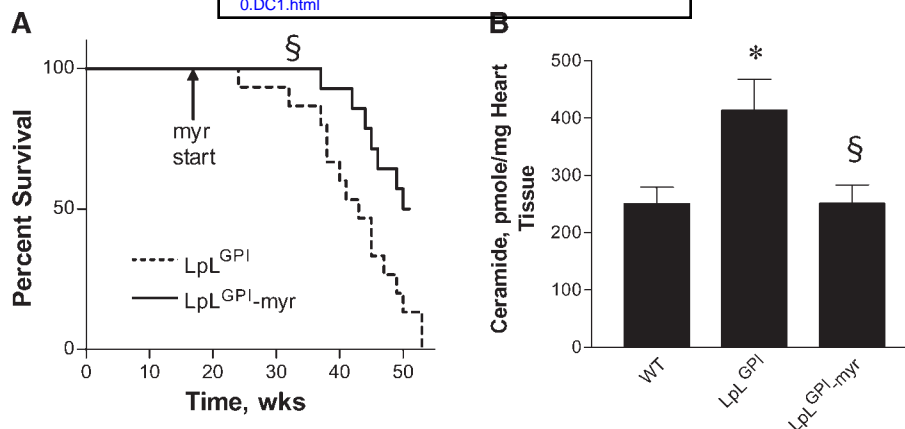 0.DC1.html
A
§
100
50
0
Percent Survival
myr
start
LpL^GPI
LpL^GPI-myr
0 10 20 30 40 50
Time, wks
B
500
400
300
200
100
0
Ceramide, pmole/mg Heart
Tissue
*
§
WT
LpL^GPI
LpL^GPI-myr